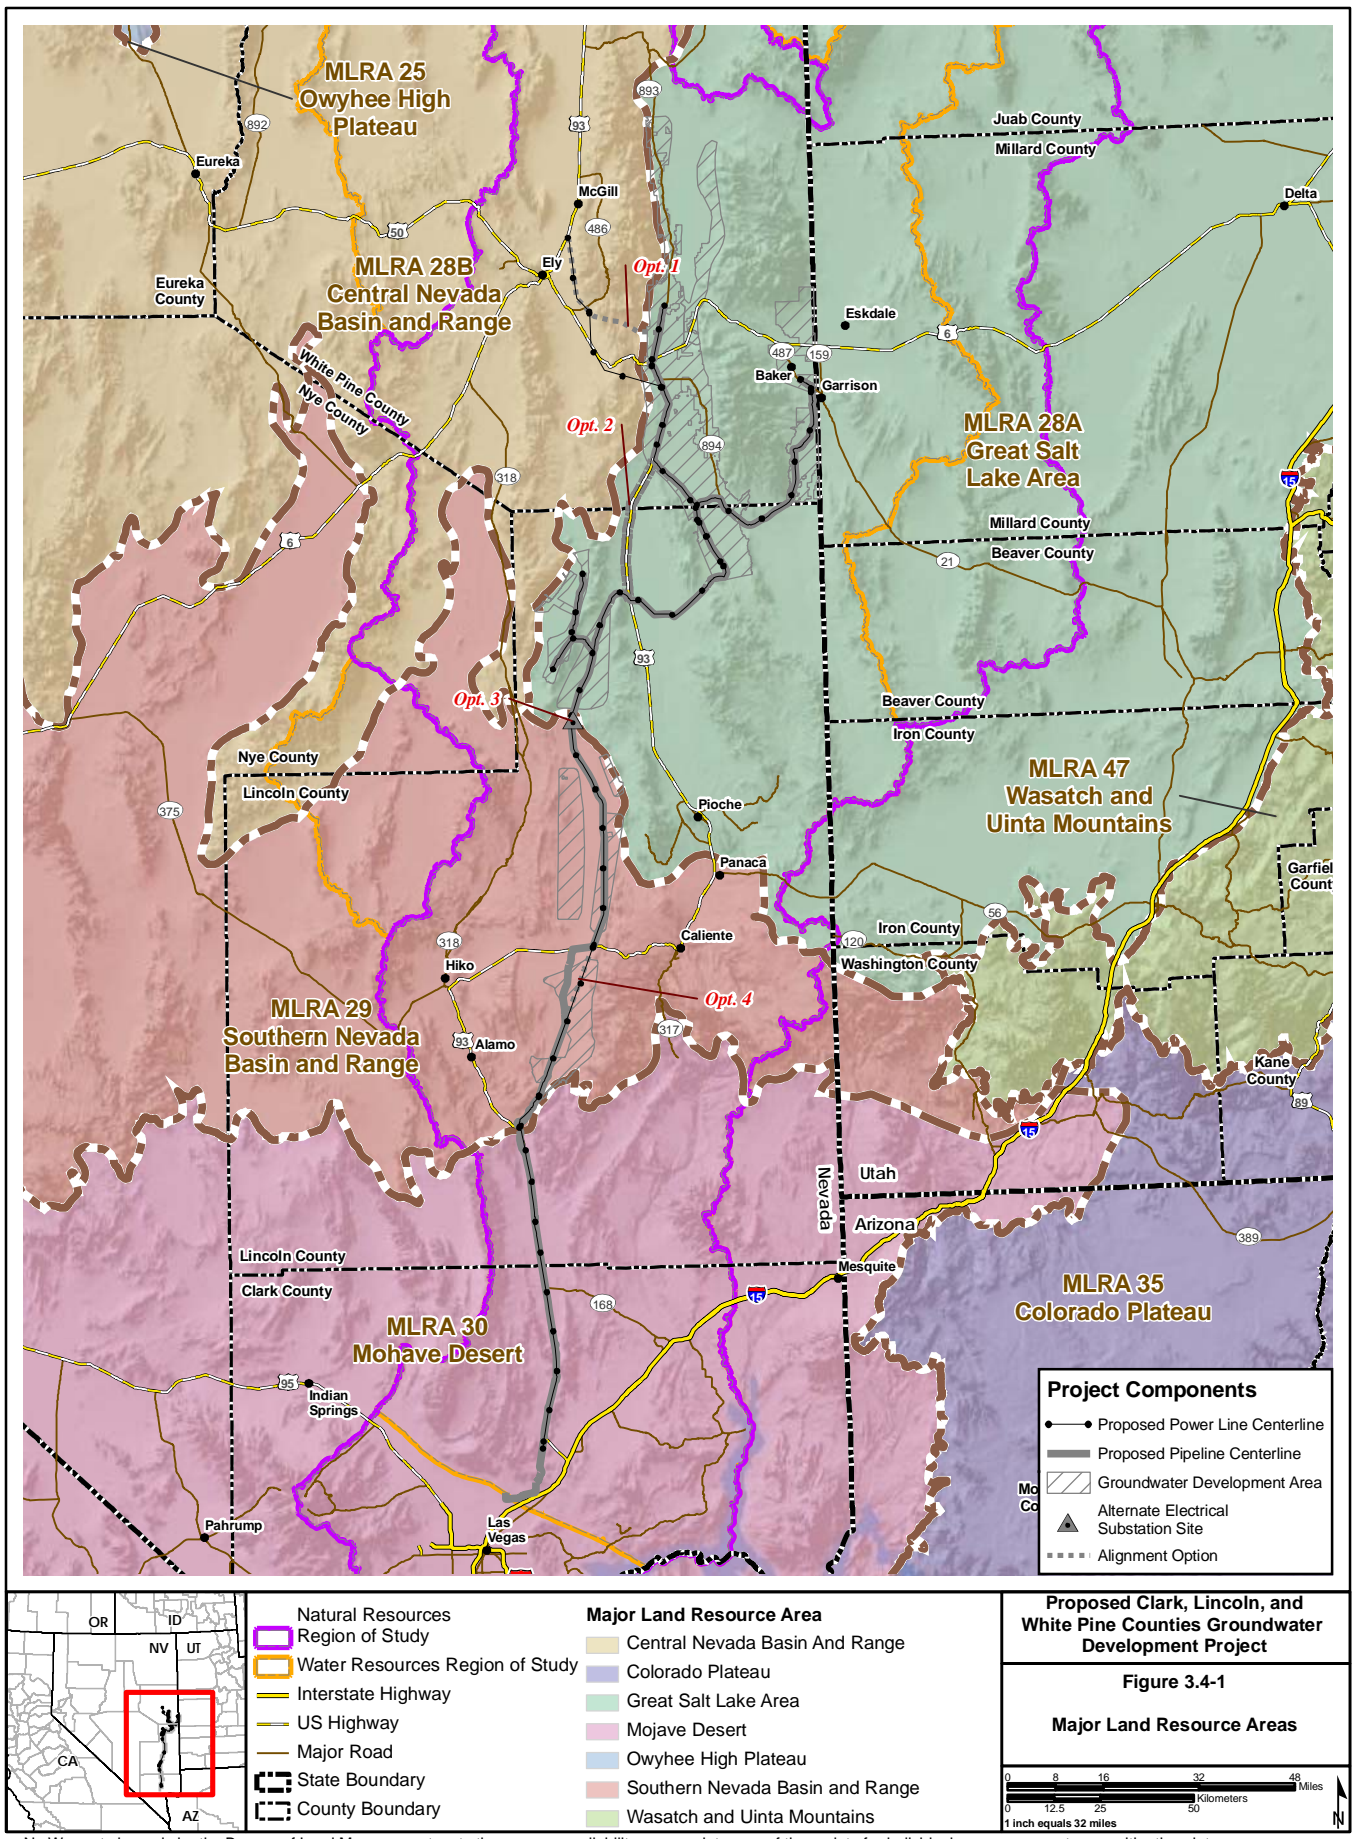 MLRA 25
Owyhee High
Plateau
893
892
93
Juab County
Millard County
Eureka
McGill
Delta
486
50
Ely
Opt. 1
MLRA 28B
Central Nevada
Basin and Range
Eureka
County
Eskdale
6
487
159
White Pine County
Nye County
Baker
Garrison
Opt. 2
894
MLRA 28A
Great Salt
Lake Area
318
15
Millard County
Beaver County
6
21
93
Opt. 3
Beaver County
Iron County
Nye County
Lincoln County
MLRA 47
Wasatch and
Uinta Mountains
375
Pioche
Panaca
Garfiel
Count
56
318
Caliente
120
Iron County
Washington County
Hiko
MLRA 29
Southern Nevada
Basin and Range
Opt. 4
317
93
Alamo
Kane
County
89
15
Nevada
Utah
Arizona
389
Lincoln County
Clark County
Mesquite
168
15
MLRA 35
Colorado Plateau
MLRA 30
Mohave Desert
95
Indian
Springs
Pahrump
Las
Vegas
Mo
Co
Project Components
Proposed Power Line Centerline
Proposed Pipeline Centerline
Groundwater Development Area
Alternate Electrical
Substation Site
Alignment Option
OR
ID
NV
UT
CA
AZ
Natural Resources
Region of Study
Water Resources Region of Study
Interstate Highway
US Highway
Major Road
State Boundary
County Boundary
Major Land Resource Area
Central Nevada Basin And Range
Colorado Plateau
Great Salt Lake Area
Mojave Desert
Owyhee High Plateau
Southern Nevada Basin and Range
Wasatch and Uinta Mountains
Proposed Clark, Lincoln, and
White Pine Counties Groundwater
Development Project
Figure 3.4-1
Major Land Resource Areas
0 8 16 32 48
Miles
Kilometers
0 12.5 25 50
1 inch equals 32 miles
N